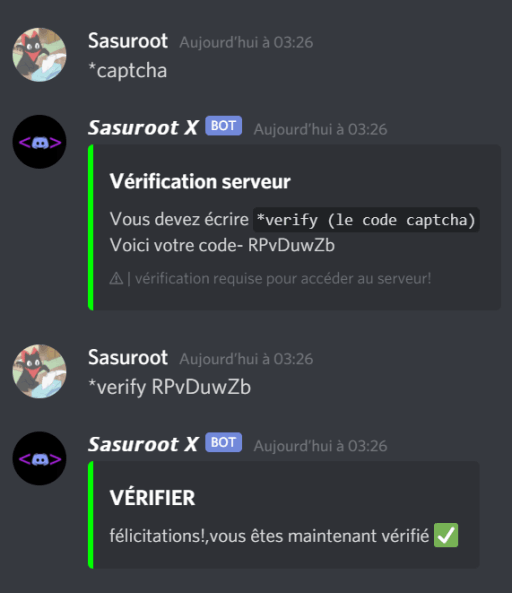 Sasuroot Aujourd'hui à 03:26
*captcha
Sasuroot X BOT Aujourd'hui à 03:26
Vérification serveur
Vous devez écrire *verify (le code captcha)
Voici votre code- RPvDuwZb
⚠ | vérification requise pour accéder au serveur!
Sasuroot Aujourd'hui à 03:26
*verify RPvDuwZb
Sasuroot X BOT Aujourd'hui à 03:26
VÉRIFIER
félicitations!,vous êtes maintenant vérifié ✅